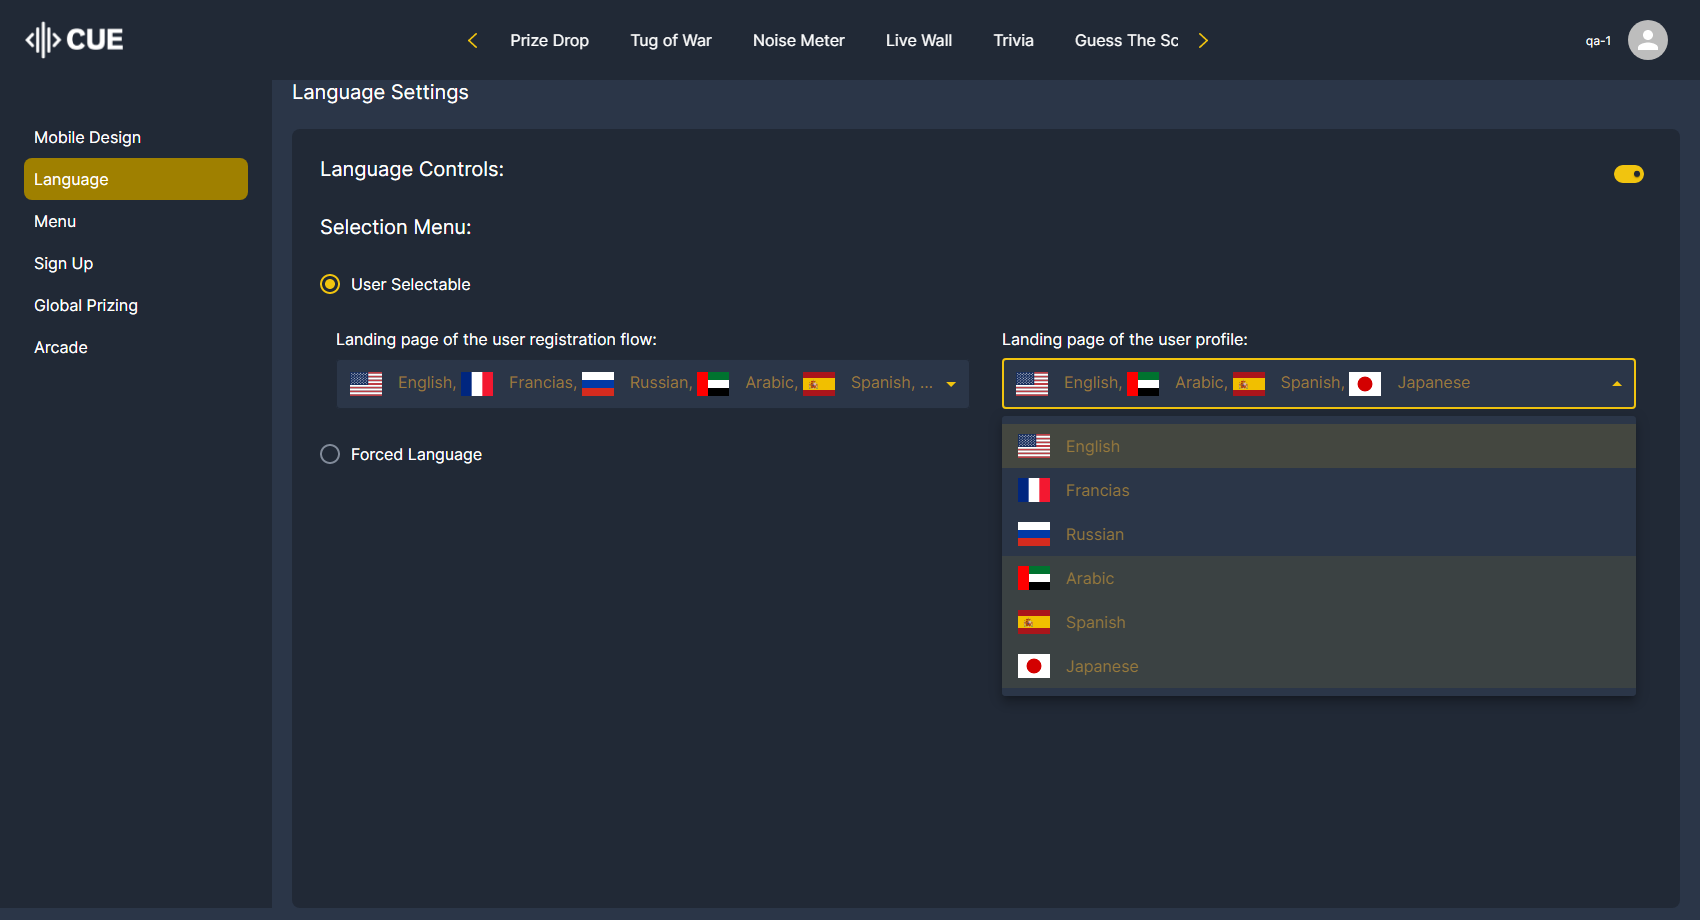 CUE
Prize Drop Tug of War Noise Meter Live Wall Trivia Guess The Sc
qa-1
Mobile Design
Language
Menu
Sign Up
Global Prizing
Arcade
Language Settings
Language Controls:
Selection Menu:
User Selectable
Landing page of the user registration flow:
English, Francias, Russian, Arabic, Spanish, ...
Forced Language
Landing page of the user profile:
English, Arabic, Spanish, Japanese
English
Francias
Russian
Arabic
Spanish
Japanese